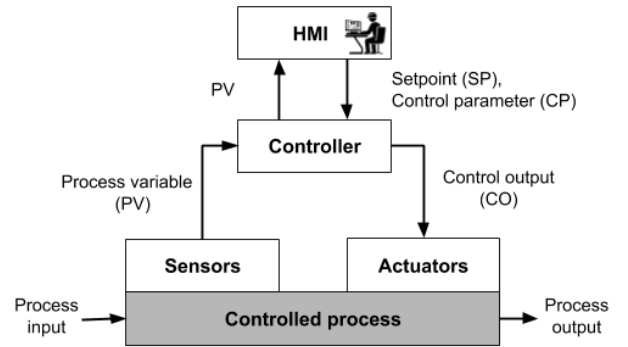 HMI
PV
Setpoint (SP),
Control parameter (CP)
Controller
Process variable
(PV)
Control output
(CO)
Sensors
Actuators
Process
input
Controlled process
Process
output